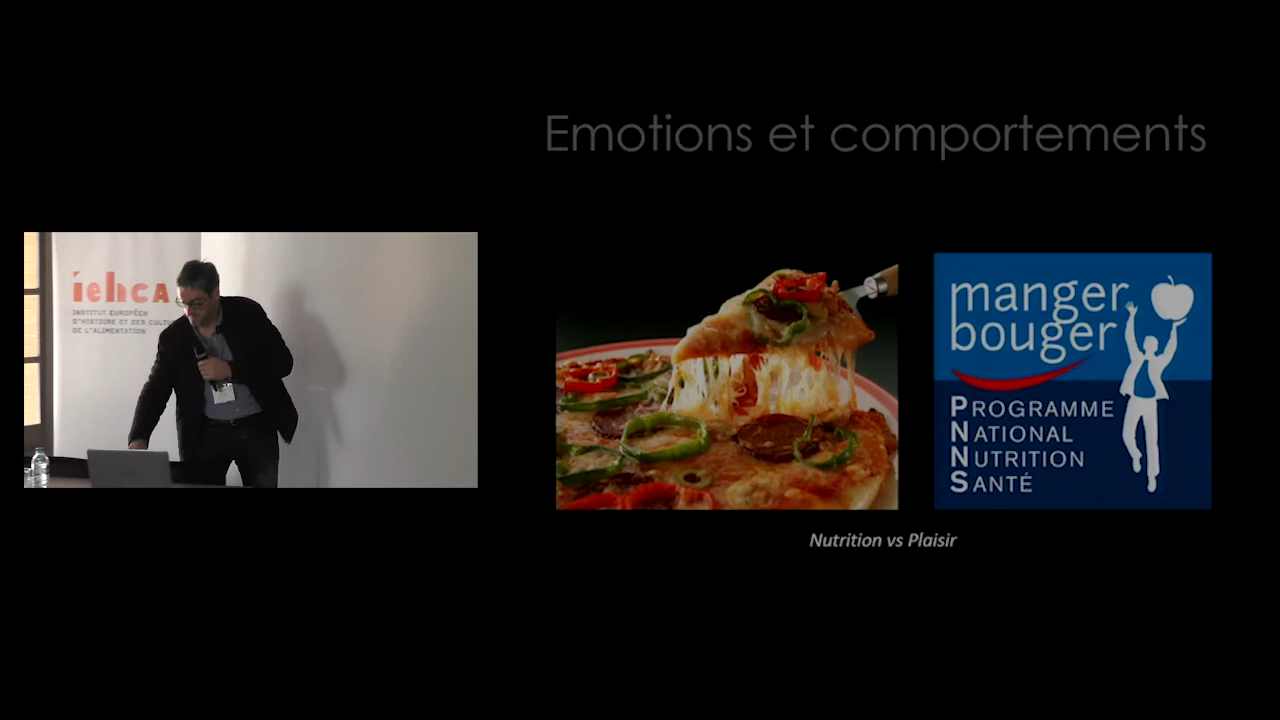 Emotions et comportements
iehca
INSTITUT EUROPÉEN
D'HISTOIRE ET DES
DE L'ALIMENTATION
manger
bouger
PROGRAMME
NATIONAL
NUTRITION
SANTÉ
Nutrition vs Plaisir